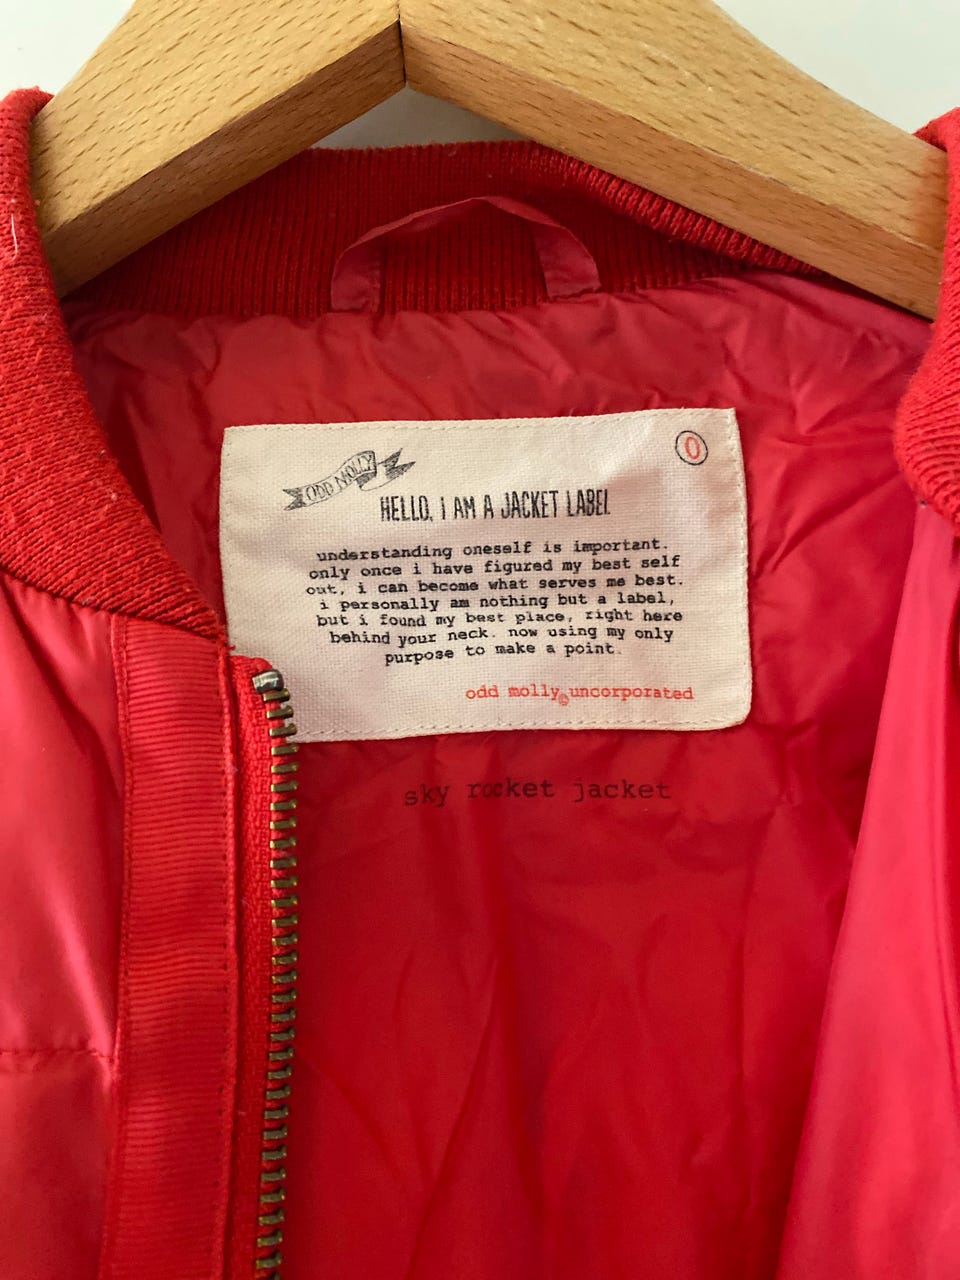 ODD MOLLY
0
HELLO, I AM A JACKET LABEL
understanding oneself is important.
only once i have figured my best self
out, i can become what serves me best.
i personally am nothing but a label,
but i found my best place, right here
behind your neck. now using my only
purpose to make a point.
odd molly©uncorporated
sky rocket jacket